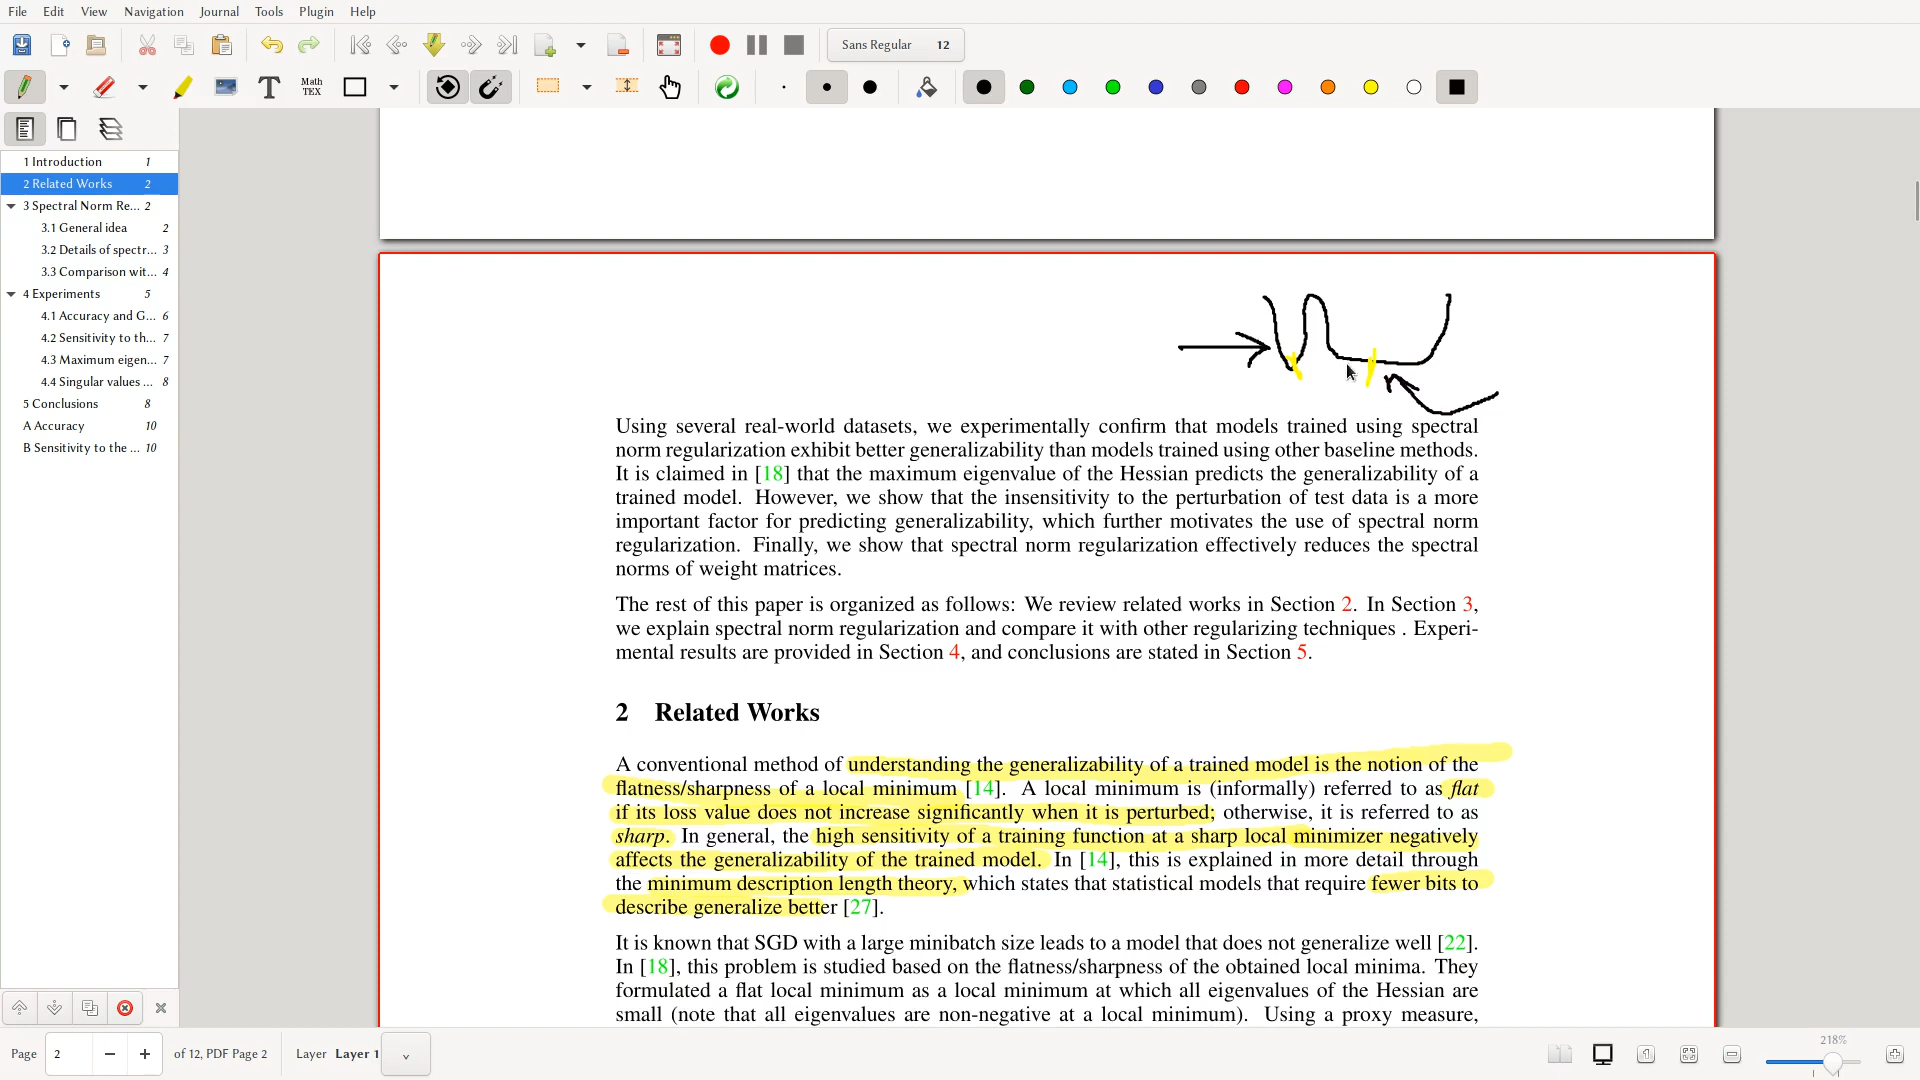 File Edit View Navigation Journal Tools Plugin Help
Sans Regular 12
T Math TEX
1 Introduction 1
2 Related Works 2
3 Spectral Norm Re... 2
3.1 General idea 2
3.2 Details of spectr... 3
3.3 Comparison wit... 4
4 Experiments 5
4.1 Accuracy and G... 6
4.2 Sensitivity to th... 7
4.3 Maximum eigen... 7
4.4 Singular values ... 8
5 Conclusions 8
A Accuracy 10
B Sensitivity to the ... 10
Using several real-world datasets, we experimentally confirm that models trained using spectral
norm regularization exhibit better generalizability than models trained using other baseline methods.
It is claimed in [18] that the maximum eigenvalue of the Hessian predicts the generalizability of a
trained model. However, we show that the insensitivity to the perturbation of test data is a more
important factor for predicting generalizability, which further motivates the use of spectral norm
regularization. Finally, we show that spectral norm regularization effectively reduces the spectral
norms of weight matrices.
The rest of this paper is organized as follows: We review related works in Section 2. In Section 3,
we explain spectral norm regularization and compare it with other regularizing techniques . Experi-
mental results are provided in Section 4, and conclusions are stated in Section 5.
2 Related Works
A conventional method of understanding the generalizability of a trained model is the notion of the
flatness/sharpness of a local minimum [14]. A local minimum is (informally) referred to as flat
if its loss value does not increase significantly when it is perturbed; otherwise, it is referred to as
sharp. In general, the high sensitivity of a training function at a sharp local minimizer negatively
affects the generalizability of the trained model. In [14], this is explained in more detail through
the minimum description length theory, which states that statistical models that require fewer bits to
describe generalize better [27].
It is known that SGD with a large minibatch size leads to a model that does not generalize well [22].
In [18], this problem is studied based on the flatness/sharpness of the obtained local minima. They
formulated a flat local minimum as a local minimum at which all eigenvalues of the Hessian are
small (note that all eigenvalues are non-negative at a local minimum). Using a proxy measure,
Page 2 of 12, PDF Page 2 Layer Layer 1
218%